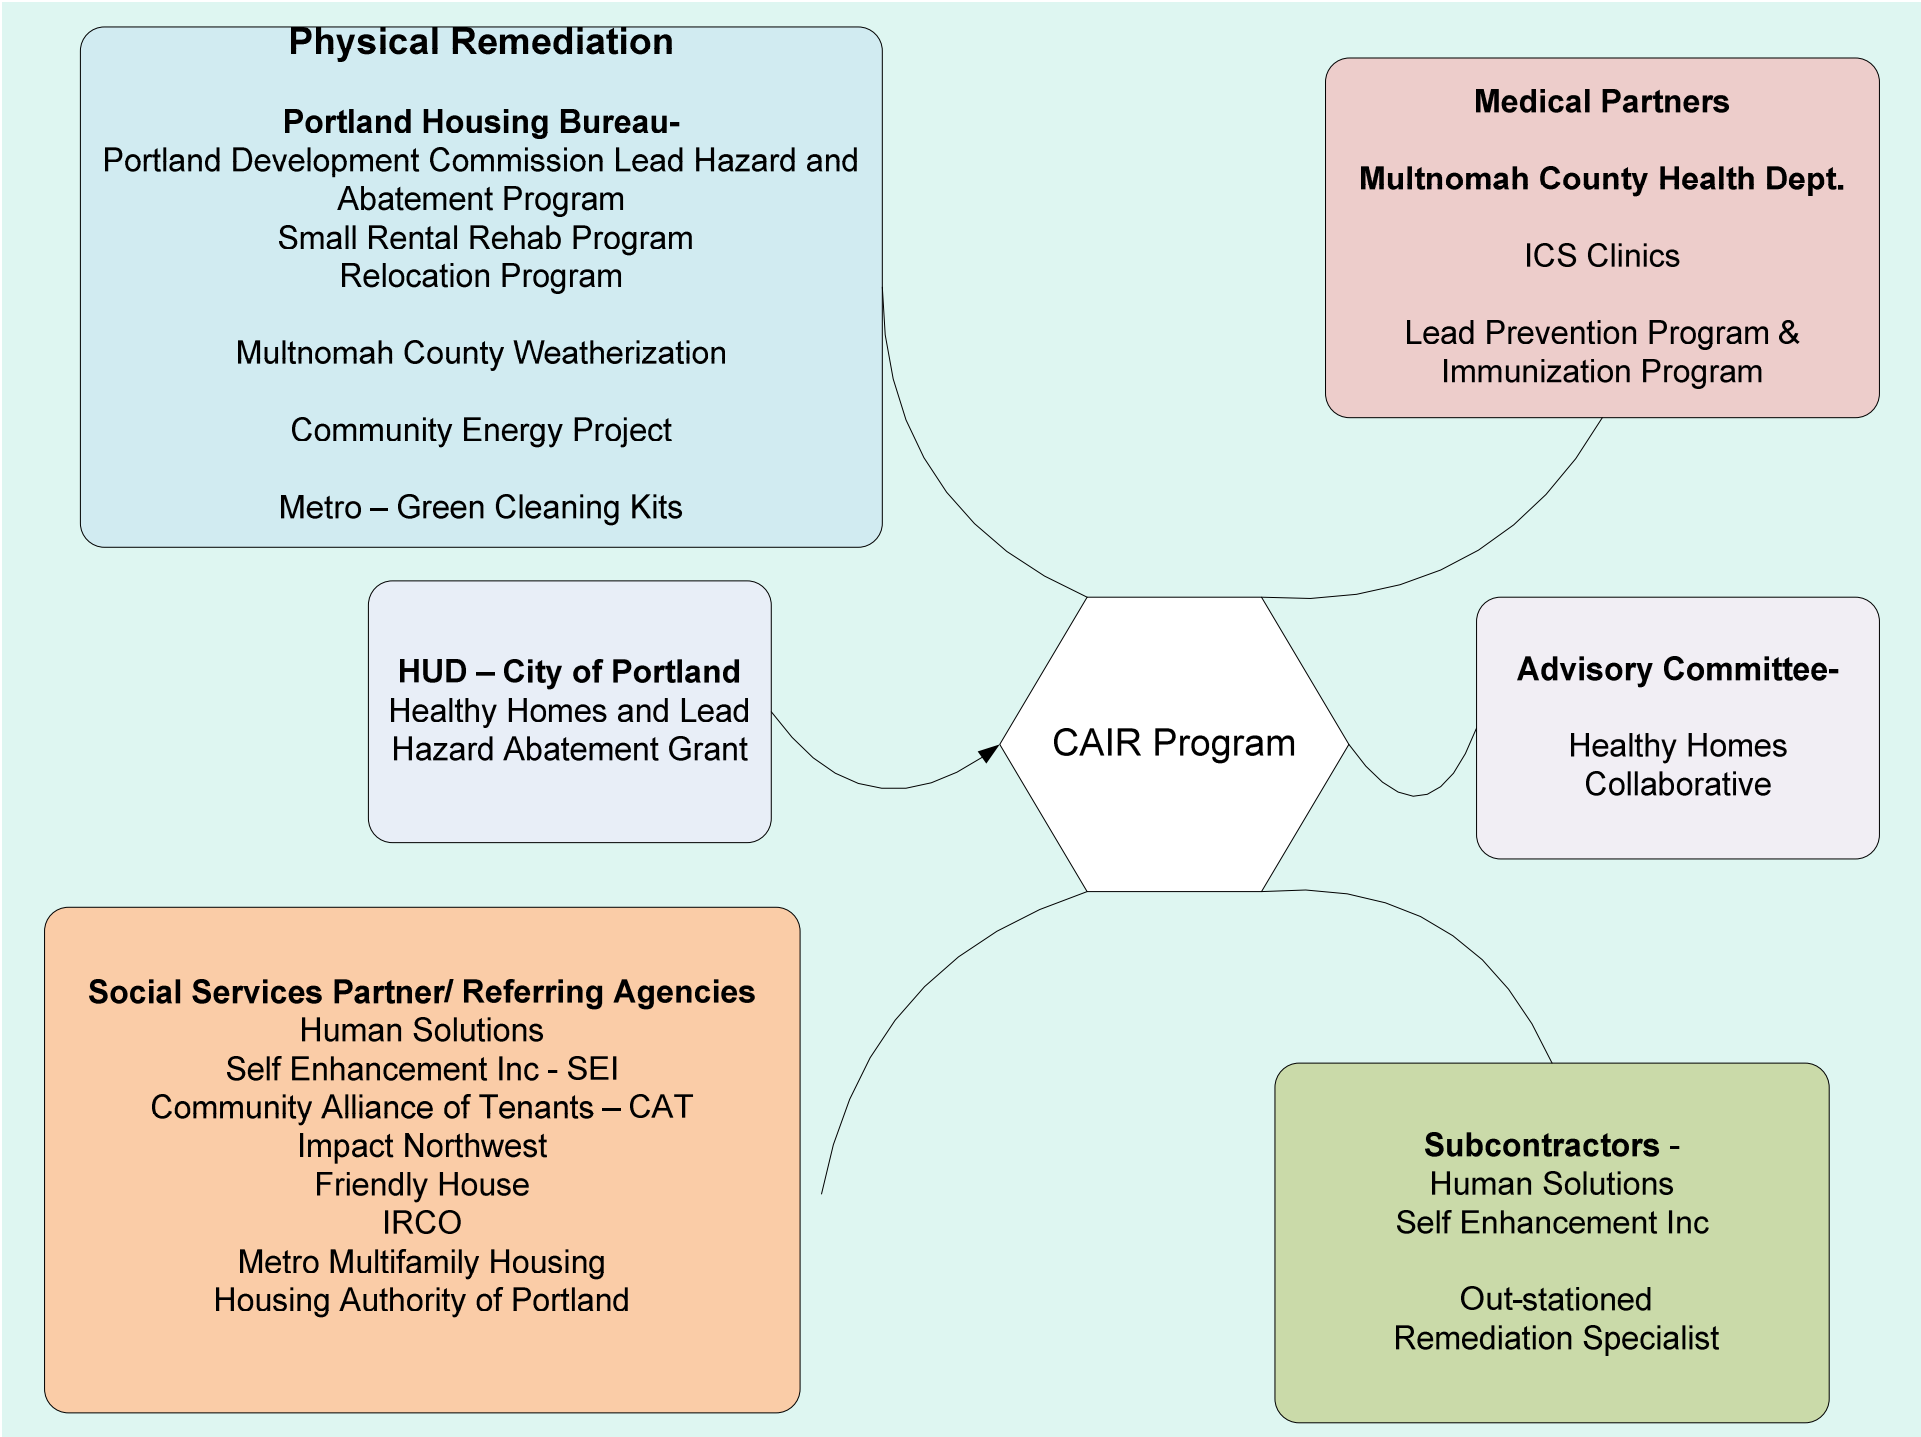 Physical Remediation
Portland Housing Bureau-
Portland Development Commission Lead Hazard and
Abatement Program
Small Rental Rehab Program
Relocation Program
Multnomah County Weatherization
Community Energy Project
Metro – Green Cleaning Kits
Medical Partners
Multnomah County Health Dept.
ICS Clinics
Lead Prevention Program &
Immunization Program
HUD – City of Portland
Healthy Homes and Lead
Hazard Abatement Grant
CAIR Program
Advisory Committee-
Healthy Homes
Collaborative
Social Services Partner/ Referring Agencies
Human Solutions
Self Enhancement Inc - SEI
Community Alliance of Tenants – CAT
Impact Northwest
Friendly House
IRCO
Metro Multifamily Housing
Housing Authority of Portland
Subcontractors -
Human Solutions
Self Enhancement Inc
Out-stationed
Remediation Specialist